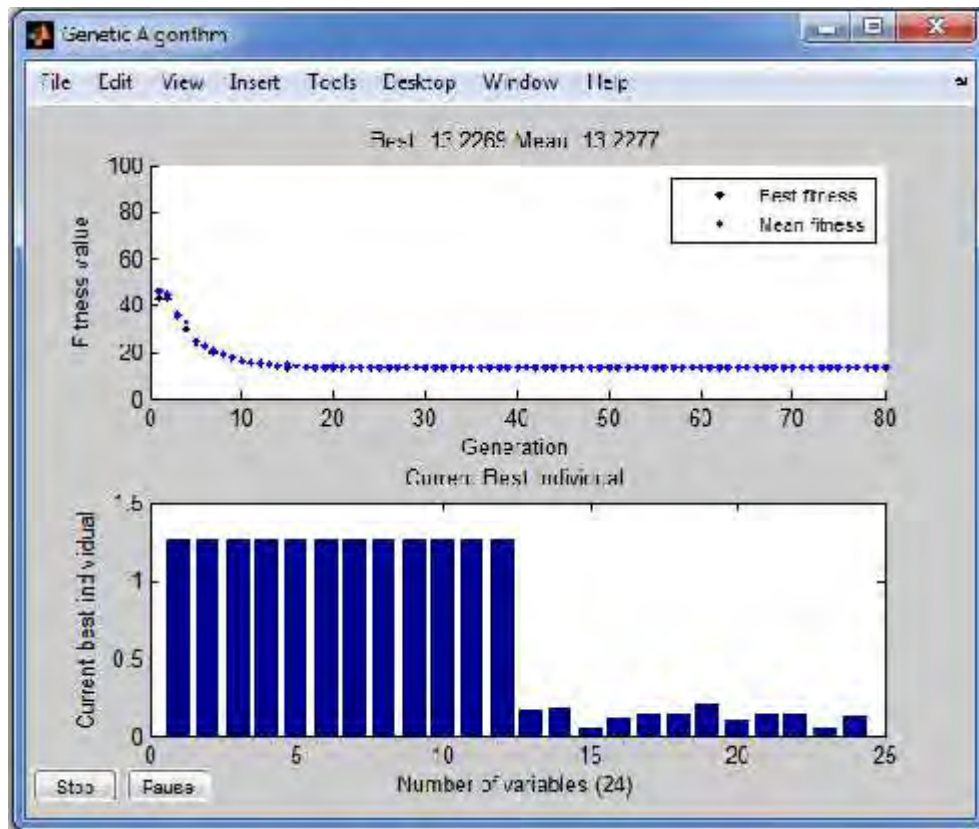 Genetic Algorithm
File Edit View Insert Tools Desktop Window Help
Best: 13.2269 Mean: 13.2277
100
80
60
40
20
0
Fitness value
Best fitness
Mean fitness
0 10 20 30 40 50 60 70 80
Generation
Current Best Individual
1.5
1
0.5
0
Current best individual
0 5 10 15 20 25
Number of variables (24)
Stop Pause